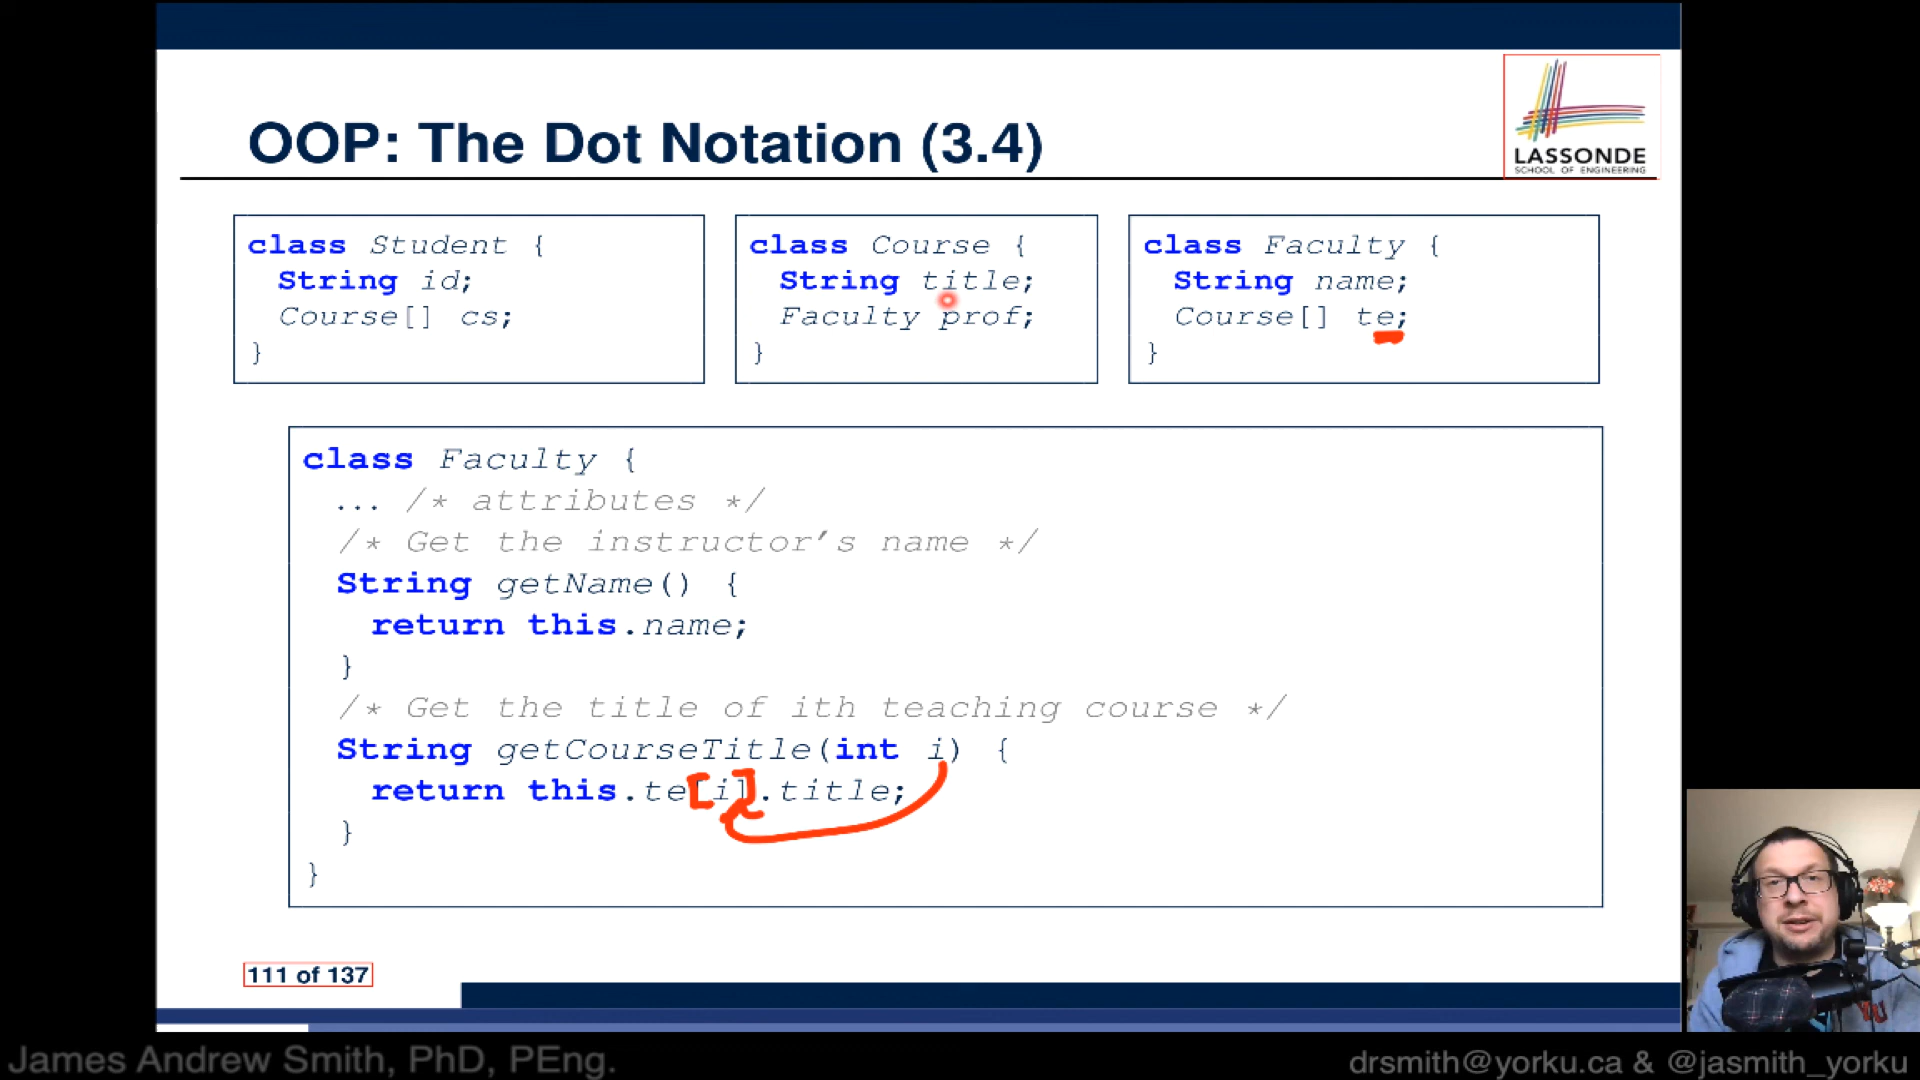 OOP: The Dot Notation (3.4)
LASSONDE
SCHOOL OF ENGINEERING
class Student {
String id;
Course[] cs;
}
class Course {
String title;
Faculty prof;
}
class Faculty {
String name;
Course[] te;
}
class Faculty {
... /* attributes */
/* Get the instructor's name */
String getName() {
return this.name;
}
/* Get the title of ith teaching course */
String getCourseTitle(int i) {
return this.te[i].title;
}
}
111 of 137
James Andrew Smith, PhD, PEng.
drsmith@yorku.ca & @jasmith_yorku